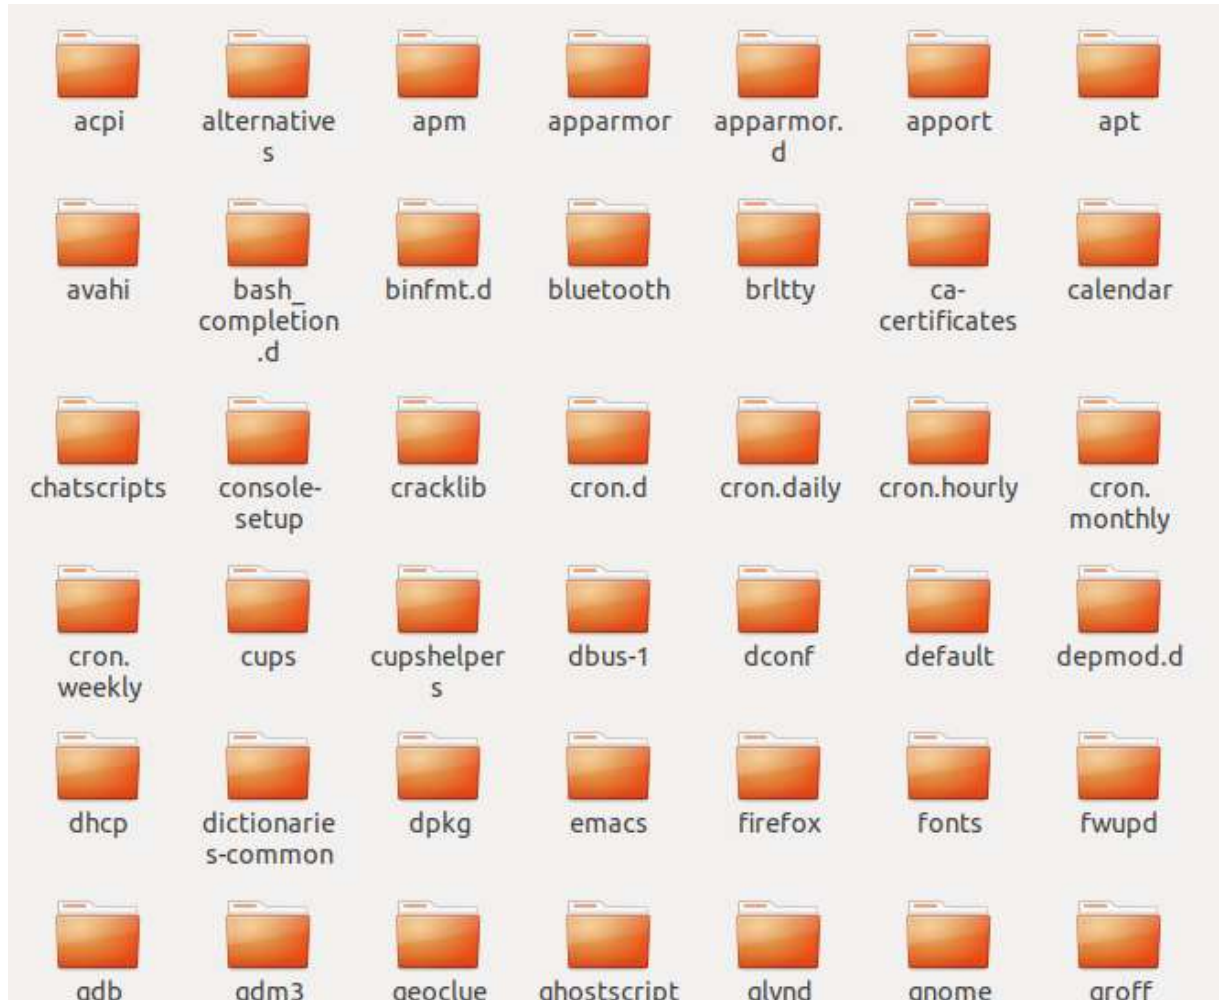 acpi
alternative
s
apm
apparmor
apparmor.
d
apport
apt
avahi
bash_
completion
.d
binfmt.d
bluetooth
brltty
ca-
certificates
calendar
chatscripts
console-
setup
cracklib
cron.d
cron.daily
cron.hourly
cron.
monthly
cron.
weekly
cups
cupshelper
s
dbus-1
dconf
default
depmod.d
dhcp
dictionarie
s-common
dpkg
emacs
firefox
fonts
fwupd
gdb
gdm3
geoclue
ghostscript
glvnd
gnome
groff